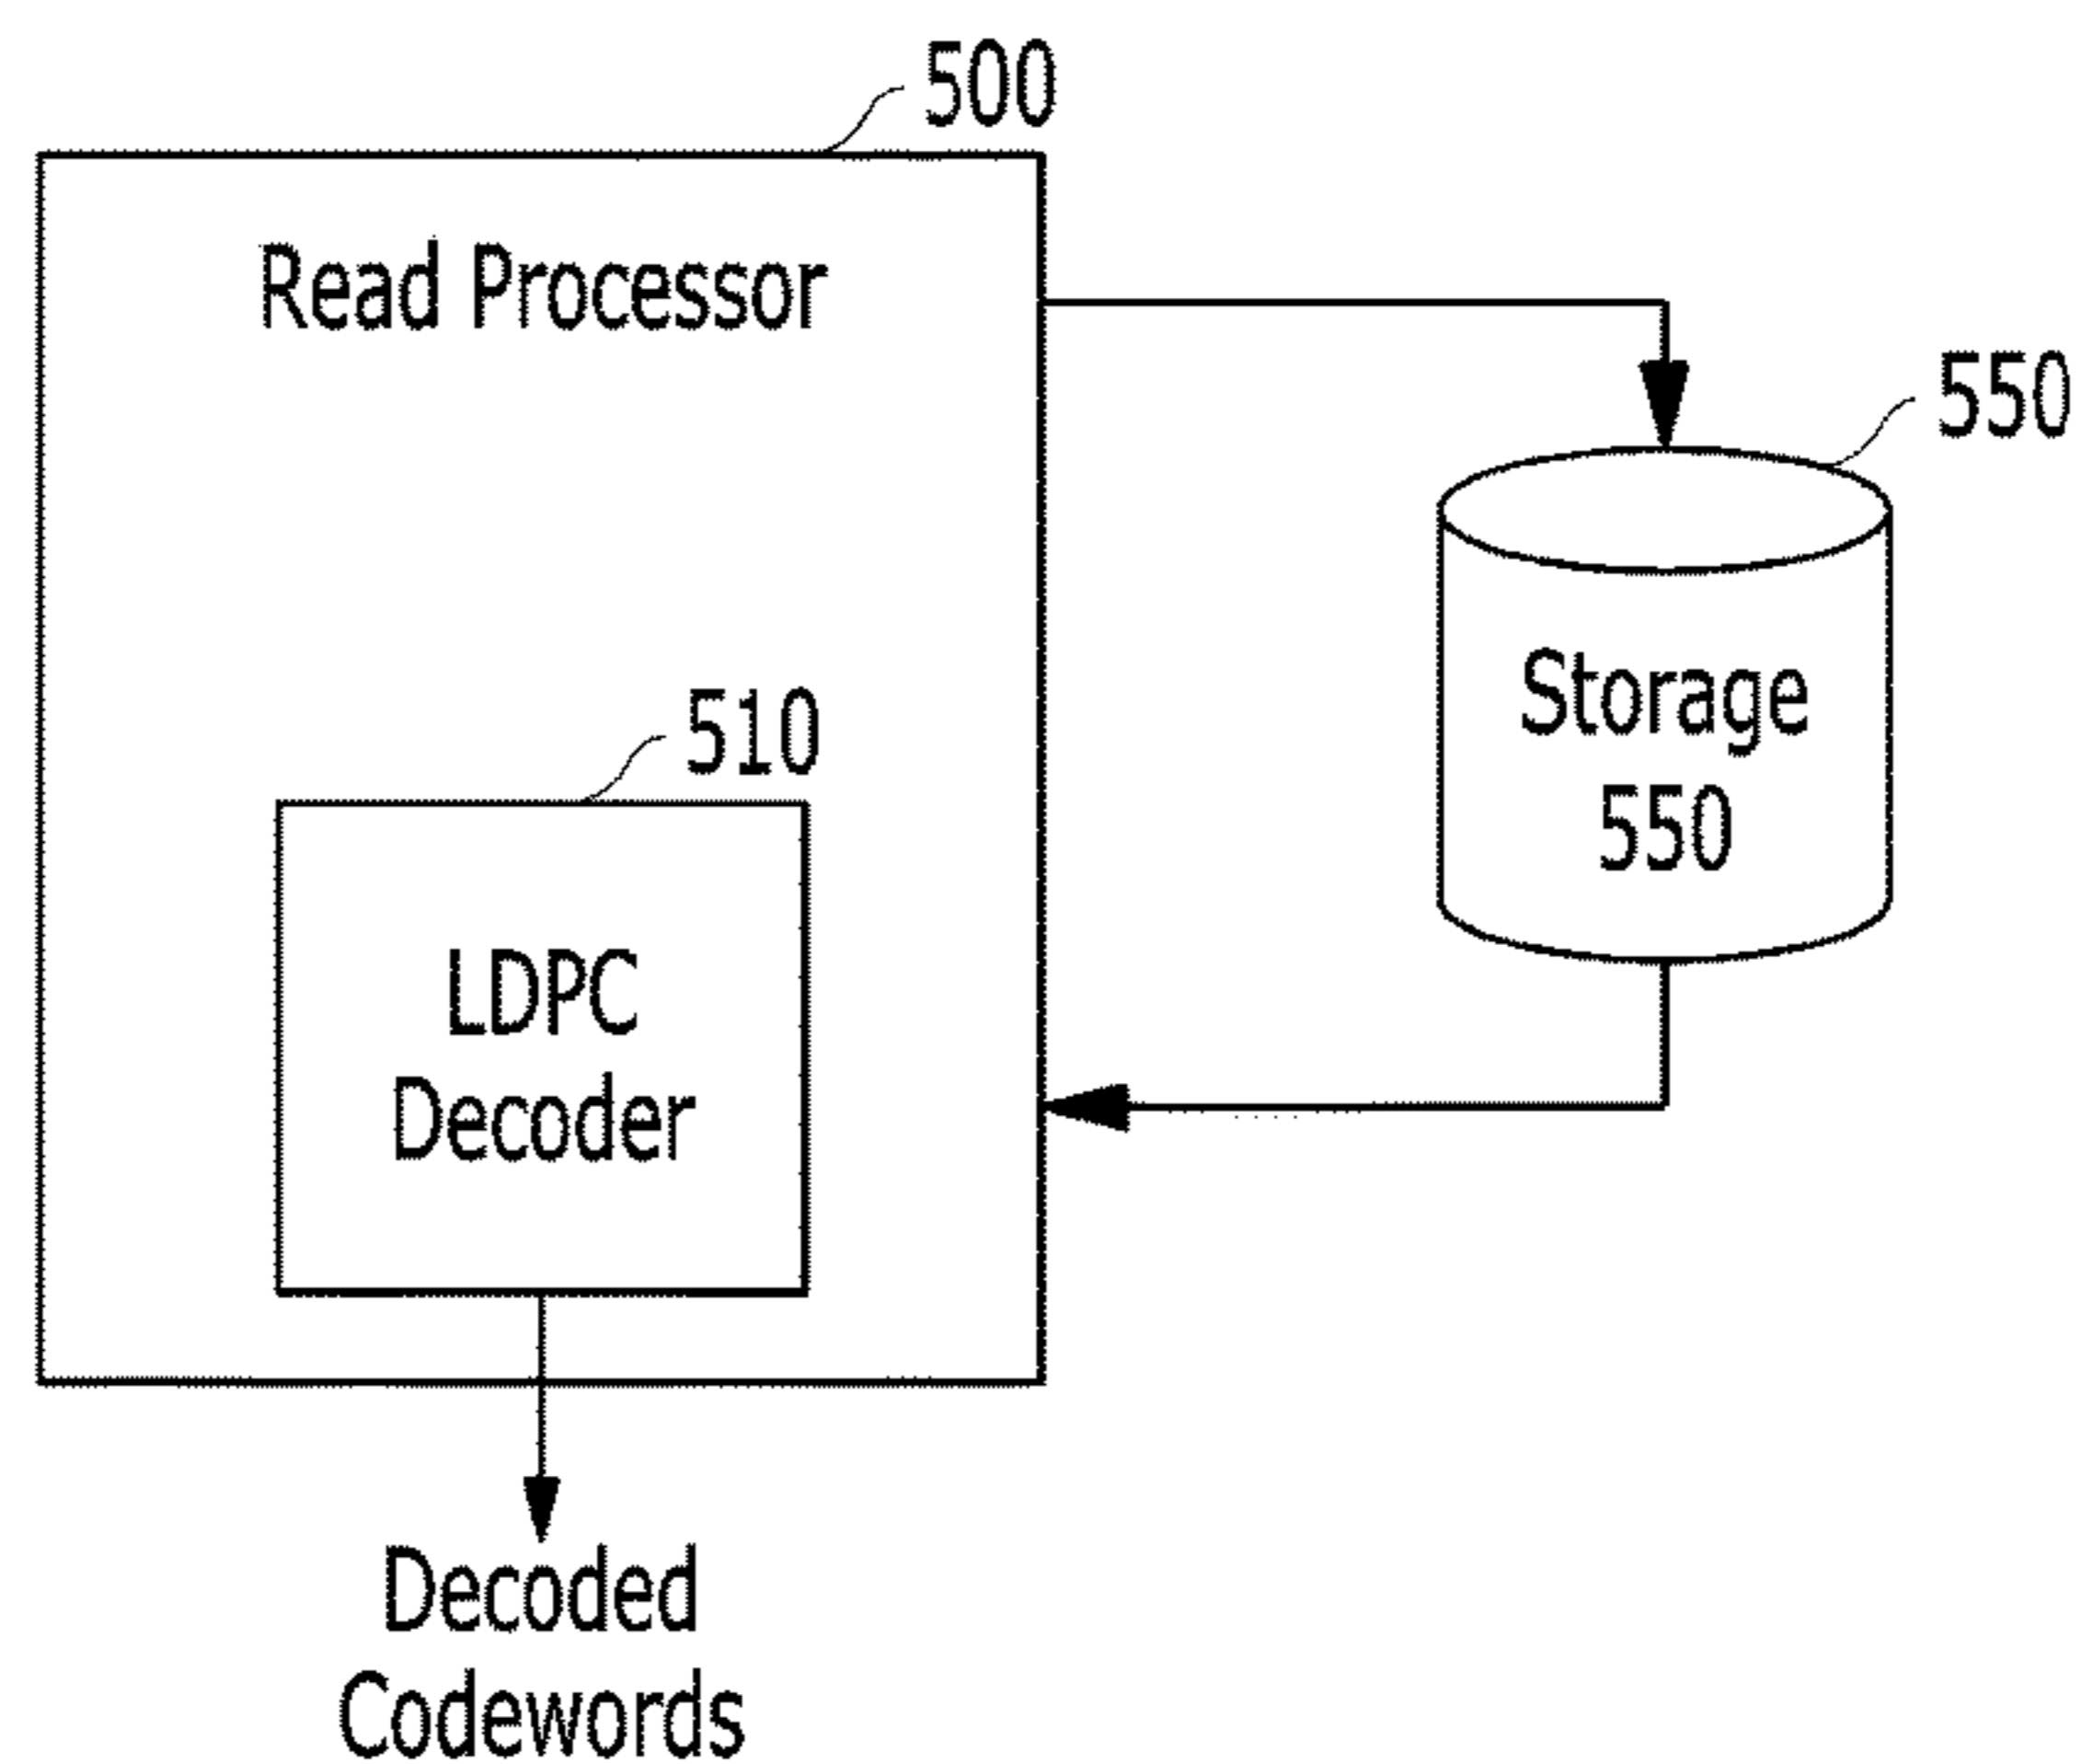 500
Read Processor
550
Storage
550
510
LDPC
Decoder
Decoded
Codewords